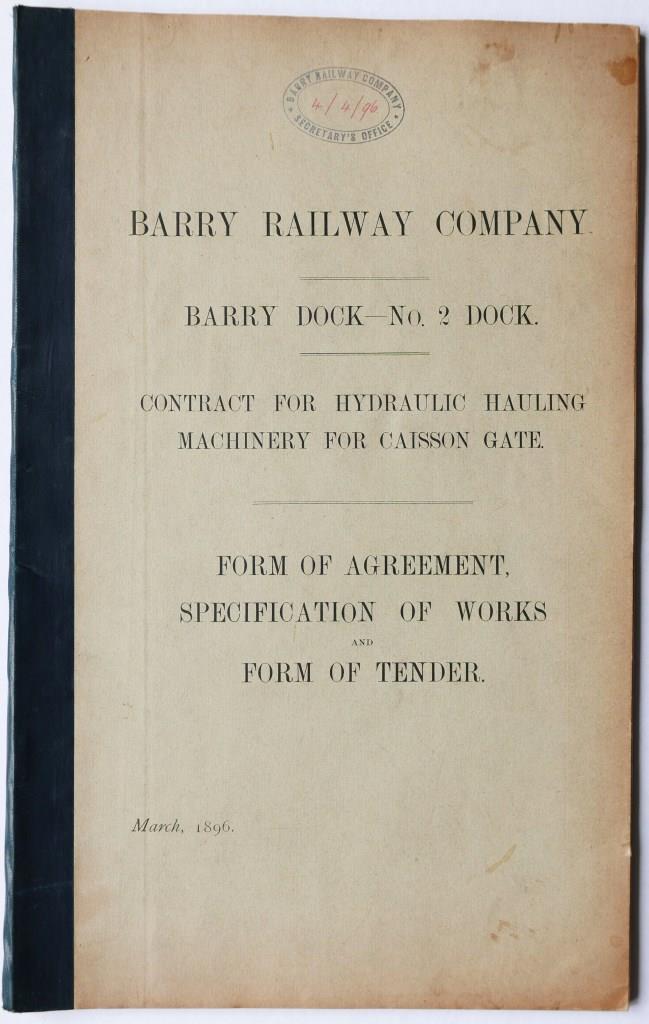 BARRY RAILWAY COMPANY
4/4/96
SECRETARY'S OFFICE
BARRY RAILWAY COMPANY.
BARRY DOCK—No. 2 DOCK.
CONTRACT FOR HYDRAULIC HAULING
MACHINERY FOR CAISSON GATE.
FORM OF AGREEMENT,
SPECIFICATION OF WORKS
AND
FORM OF TENDER.
March, 1896.